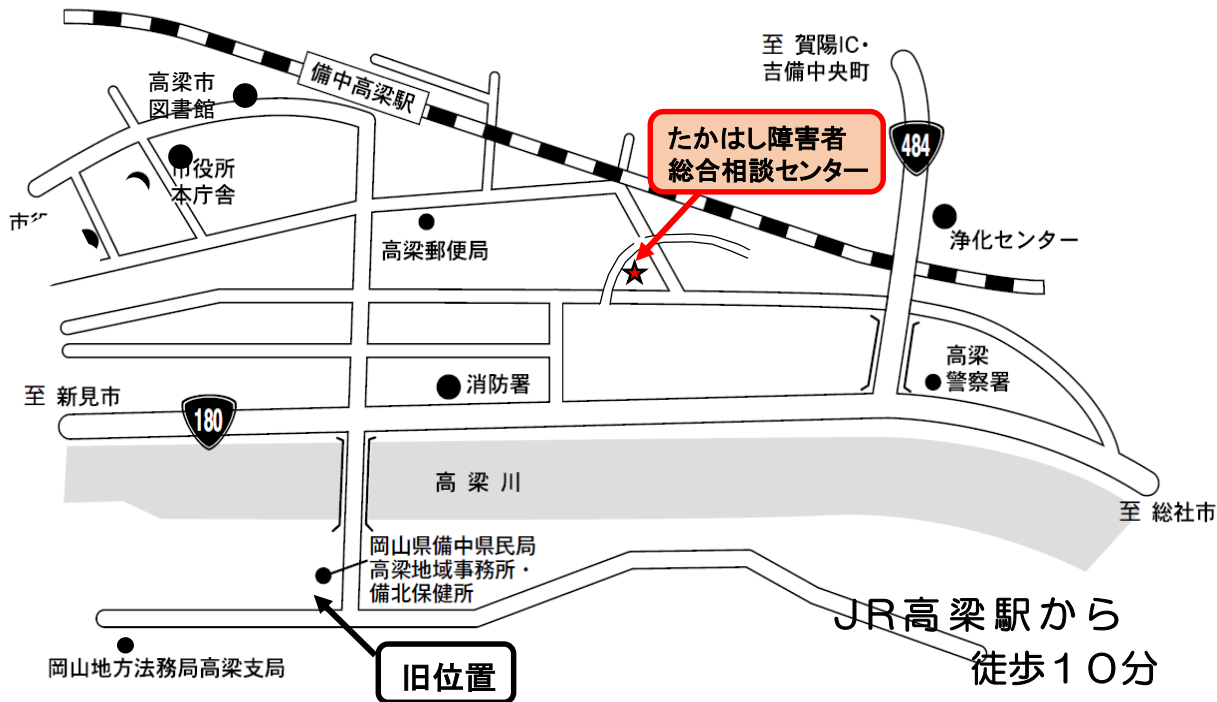 至 賀陽IC・
吉備中央町
高梁市
図書館
備中高梁駅
たかはし障害者
総合相談センター
484
市役所
本庁舎
高梁郵便局
浄化センター
高梁
警察署
消防署
至 新見市
180
高梁川
至 総社市
岡山県備中県民局
高梁地域事務所・
備北保健所
JR高梁駅から
徒歩10分
岡山地方法務局高梁支局
旧位置